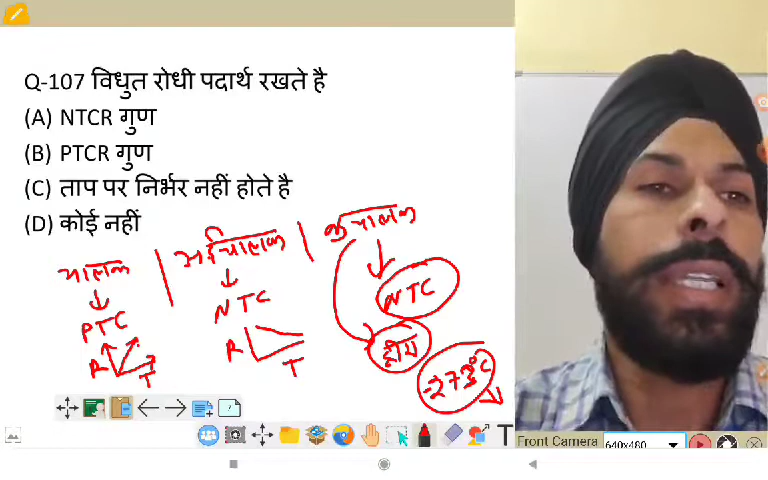 Q-107 विधुत रोधी पदार्थ रखते है
(A) NTCR गुण
(B) PTCR गुण
(C) ताप पर निर्भर नहीं होते है
(D) कोई नहीं
चालक | अर्द्धचालक | कुचालक
PTC NTC NTC
R T R T
-273°C
T
Front Camera 640x480